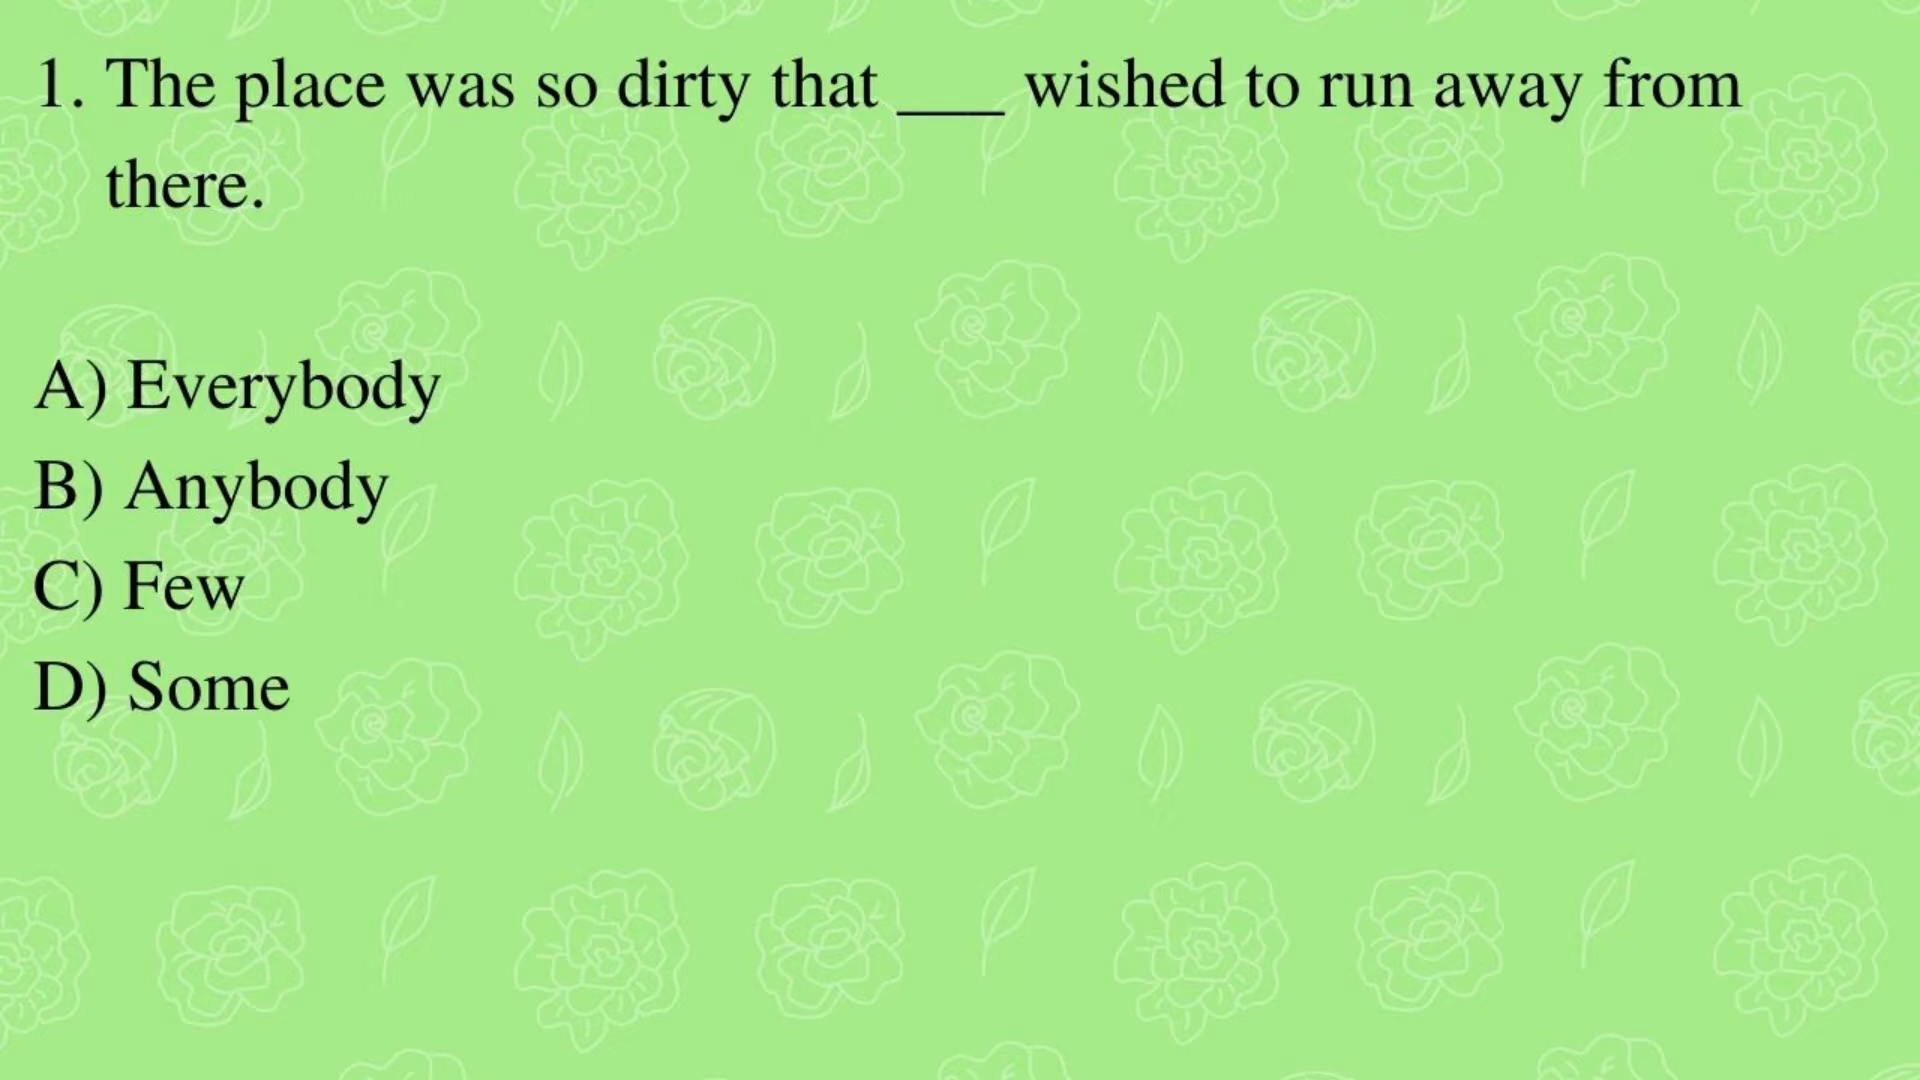 1. The place was so dirty that ___ wished to run away from
there.
A) Everybody
B) Anybody
C) Few
D) Some